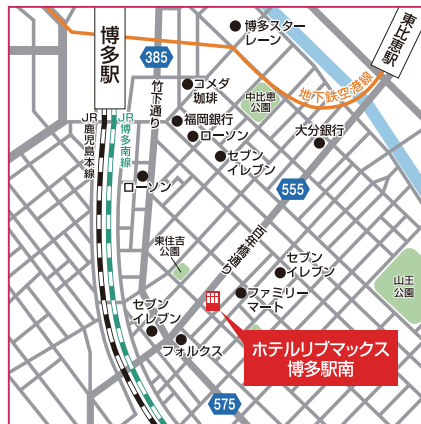 博多駅
385
竹下通り
博多スター
レーン
東比恵駅
地下鉄空港線
コメダ
珈琲
中比恵
公園
福岡銀行
ローソン
大分銀行
セブン
イレブン
JR
鹿児島本線
JR博多南線
ローソン
555
百年橋通り
東住吉
公園
セブン
イレブン
山王
公園
ファミリー
マート
セブン
イレブン
フォルクス
ホテルリブマックス
博多駅南
575